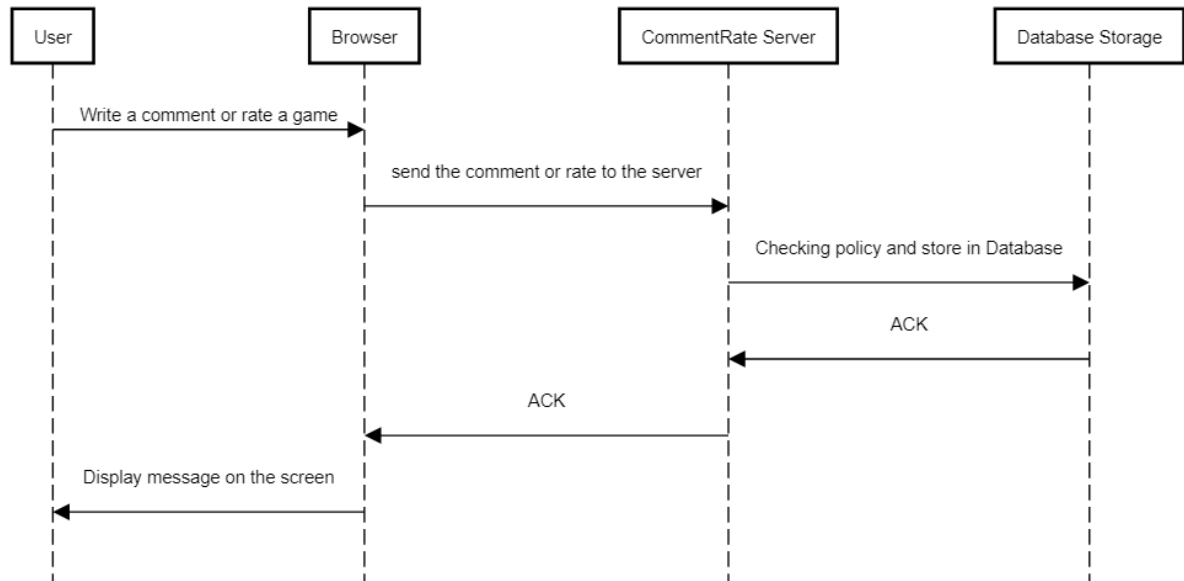 User
Browser
CommentRate Server
Database Storage
Write a comment or rate a game
send the comment or rate to the server
Checking policy and store in Database
ACK
ACK
Display message on the screen